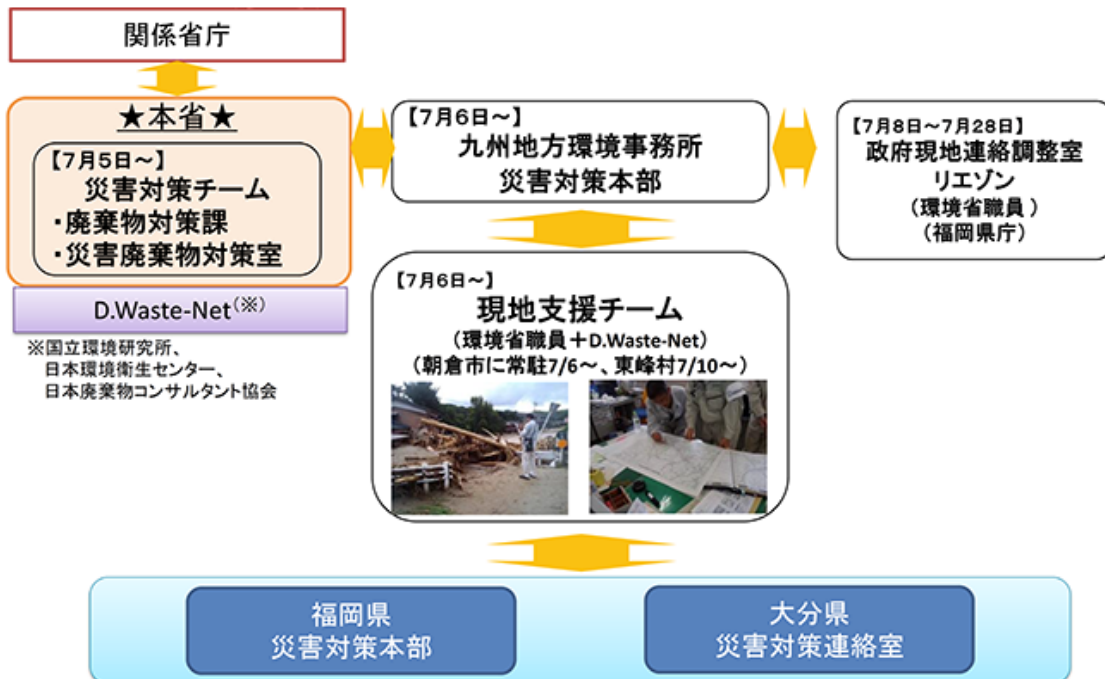 関係省庁
★本省★
【7月5日～】
災害対策チーム
・廃棄物対策課
・災害廃棄物対策室
D.Waste-Net(※)
※国立環境研究所、
日本環境衛生センター、
日本廃棄物コンサルタント協会
【7月6日～】
九州地方環境事務所
災害対策本部
【7月8日～7月28日】
政府現地連絡調整室
リエゾン
(環境省職員)
(福岡県庁)
【7月6日～】
現地支援チーム
(環境省職員＋D.Waste-Net)
(朝倉市に常駐7/6～、東峰村7/10～)
福岡県
災害対策本部
大分県
災害対策連絡室